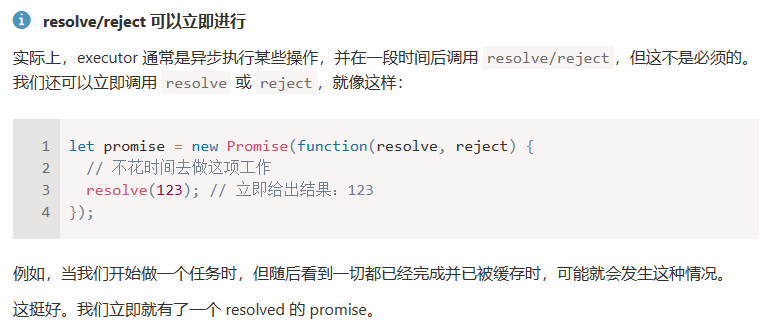 resolve/reject 可以立即进行
实际上，executor 通常是异步执行某些操作，并在一段时间后调用 resolve/reject，但这不是必须的。
我们还可以立即调用 resolve 或 reject，就像这样：
1 let promise = new Promise(function(resolve, reject) {
2   // 不花时间去做这项工作
3   resolve(123); // 立即给出结果：123
4 });
例如，当我们开始做一个任务时，但随后看到一切都已经完成并已被缓存时，可能就会发生这种情况。
这挺好。我们立即就有了一个 resolved 的 promise。